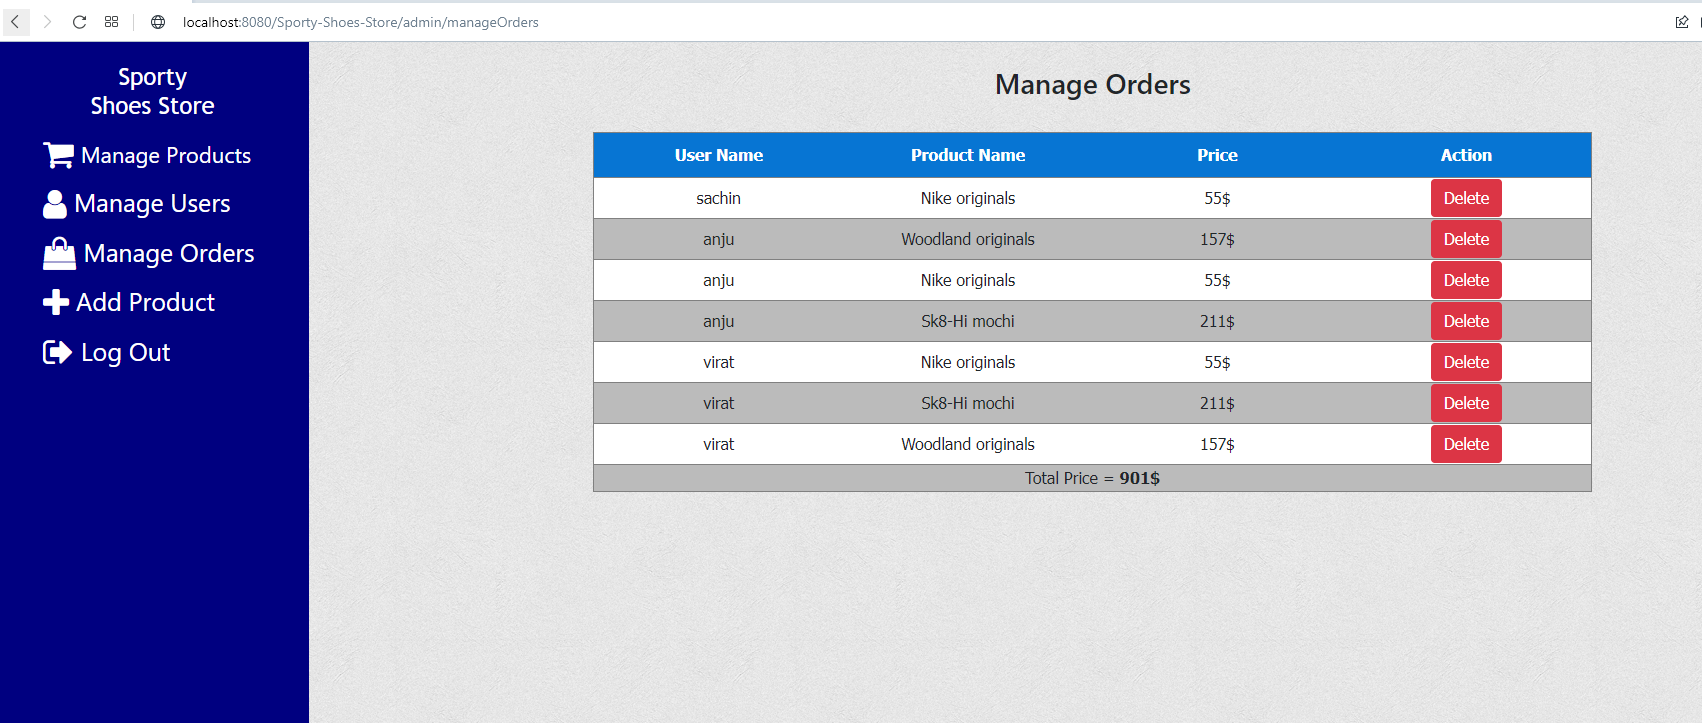 localhost:8080/Sporty-Shoes-Store/admin/manageOrders
Sporty
Shoes Store
Manage Products
Manage Users
Manage Orders
Add Product
Log Out
Manage Orders
User Name Product Name Price Action
sachin Nike originals 55$ Delete
anju Woodland originals 157$ Delete
anju Nike originals 55$ Delete
anju Sk8-Hi mochi 211$ Delete
virat Nike originals 55$ Delete
virat Sk8-Hi mochi 211$ Delete
virat Woodland originals 157$ Delete
Total Price = 901$